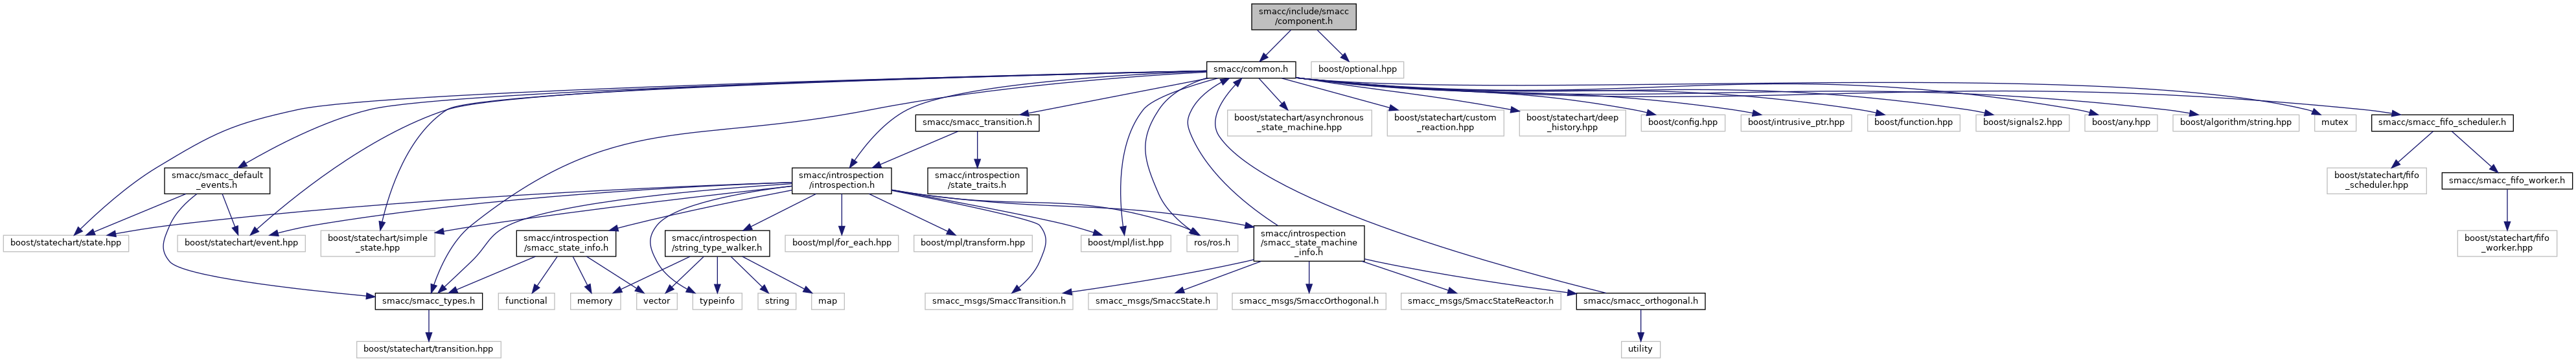 smacc/include/smacc
/component.h
smacc/common.h
boost/optional.hpp
smacc/smacc_transition.h
boost/statechart/asynchronous
_state_machine.hpp
boost/statechart/custom
_reaction.hpp
boost/statechart/deep
_history.hpp
boost/config.hpp
boost/intrusive_ptr.hpp
boost/function.hpp
boost/signals2.hpp
boost/any.hpp
boost/algorithm/string.hpp
mutex
smacc/smacc_fifo_scheduler.h
smacc/smacc_default
_events.h
smacc/introspection
/introspection.h
smacc/introspection
/state_traits.h
boost/statechart/fifo
_scheduler.hpp
smacc/smacc_fifo_worker.h
boost/statechart/state.hpp
boost/statechart/event.hpp
boost/statechart/simple
_state.hpp
smacc/introspection
/smacc_state_info.h
smacc/introspection
/string_type_walker.h
boost/mpl/for_each.hpp
boost/mpl/transform.hpp
boost/mpl/list.hpp
ros/ros.h
smacc/introspection
/smacc_state_machine
_info.h
boost/statechart/fifo
_worker.hpp
smacc/smacc_types.h
functional
memory
vector
typeinfo
string
map
smacc_msgs/SmaccTransition.h
smacc_msgs/SmaccState.h
smacc_msgs/SmaccOrthogonal.h
smacc_msgs/SmaccStateReactor.h
smacc/smacc_orthogonal.h
boost/statechart/transition.hpp
utility